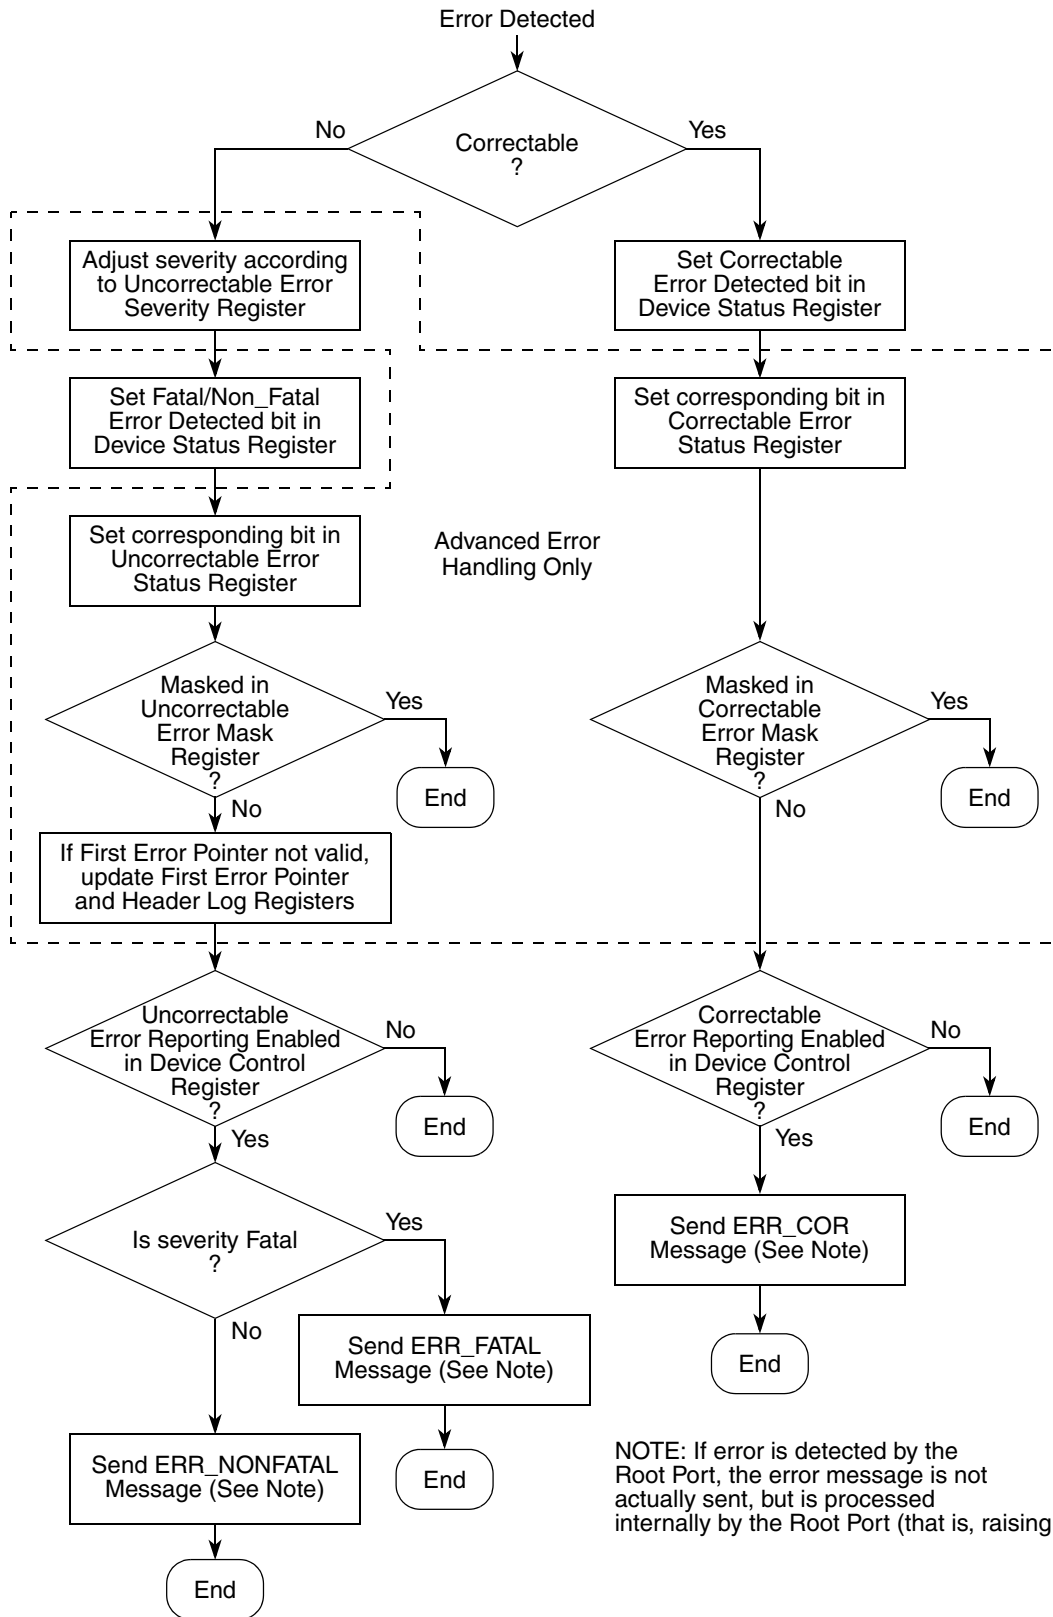 Error Detected
No
Yes
Correctable
?
Adjust severity according
to Uncorrectable Error
Severity Register
Set Correctable
Error Detected bit in
Device Status Register
Set Fatal/Non_Fatal
Error Detected bit in
Device Status Register
Set corresponding bit in
Correctable Error
Status Register
Set corresponding bit in
Uncorrectable Error
Status Register
Advanced Error
Handling Only
Masked in
Uncorrectable
Error Mask
Register
?
Yes
End
No
Masked in
Correctable
Error Mask
Register
?
Yes
End
No
If First Error Pointer not valid,
update First Error Pointer
and Header Log Registers
Uncorrectable
Error Reporting Enabled
in Device Control
Register
?
No
End
Yes
Correctable
Error Reporting Enabled
in Device Control
Register
?
No
End
Yes
Is severity Fatal
?
Yes
No
Send ERR_COR
Message (See Note)
End
Send ERR_FATAL
Message (See Note)
End
Send ERR_NONFATAL
Message (See Note)
End
NOTE: If error is detected by the
Root Port, the error message is not
actually sent, but is processed
internally by the Root Port (that is, raising